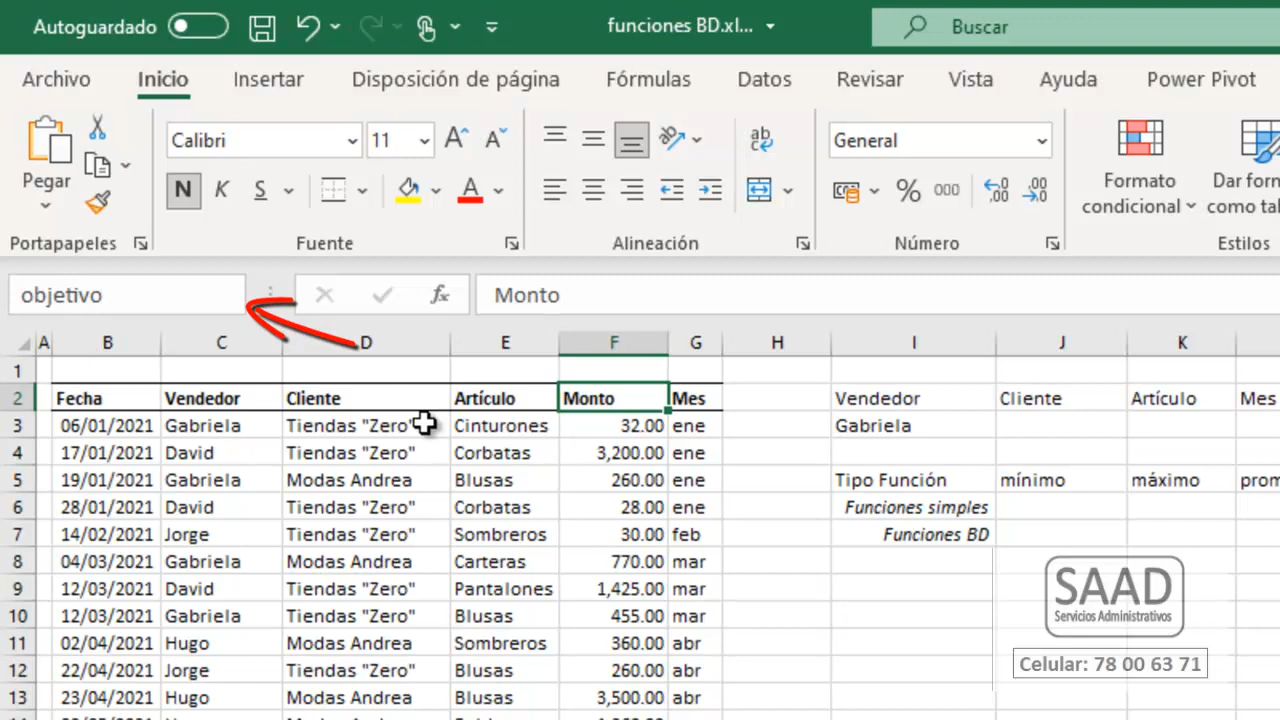 Autoguardado funciones BD.xl... Buscar
Archivo Inicio Insertar Disposición de página Fórmulas Datos Revisar Vista Ayuda Power Pivot
Calibri 11 General
Pegar N K S A % 000 Formato condicional Dar form como tal
Portapapeles Fuente Alineación Número Estilos
objetivo fx Monto
A B C D E F G H I J K
1
2 Fecha Vendedor Cliente Artículo Monto Mes Vendedor Cliente Artículo Mes
3 06/01/2021 Gabriela Tiendas "Zero" Cinturones 32.00 ene Gabriela
4 17/01/2021 David Tiendas "Zero" Corbatas 3,200.00 ene
5 19/01/2021 Gabriela Modas Andrea Blusas 260.00 ene Tipo Función mínimo máximo prom
6 28/01/2021 David Tiendas "Zero" Corbatas 28.00 ene Funciones simples
7 14/02/2021 Jorge Tiendas "Zero" Sombreros 30.00 feb Funciones BD
8 04/03/2021 Gabriela Modas Andrea Carteras 770.00 mar
9 12/03/2021 David Tiendas "Zero" Pantalones 1,425.00 mar
10 12/03/2021 Gabriela Tiendas "Zero" Blusas 455.00 mar
11 02/04/2021 Hugo Modas Andrea Sombreros 360.00 abr
12 22/04/2021 Jorge Tiendas "Zero" Blusas 260.00 abr
13 23/04/2021 Hugo Modas Andrea 3,500.00 abr
SAAD
Servicios Administrativos
Celular: 78 00 63 71